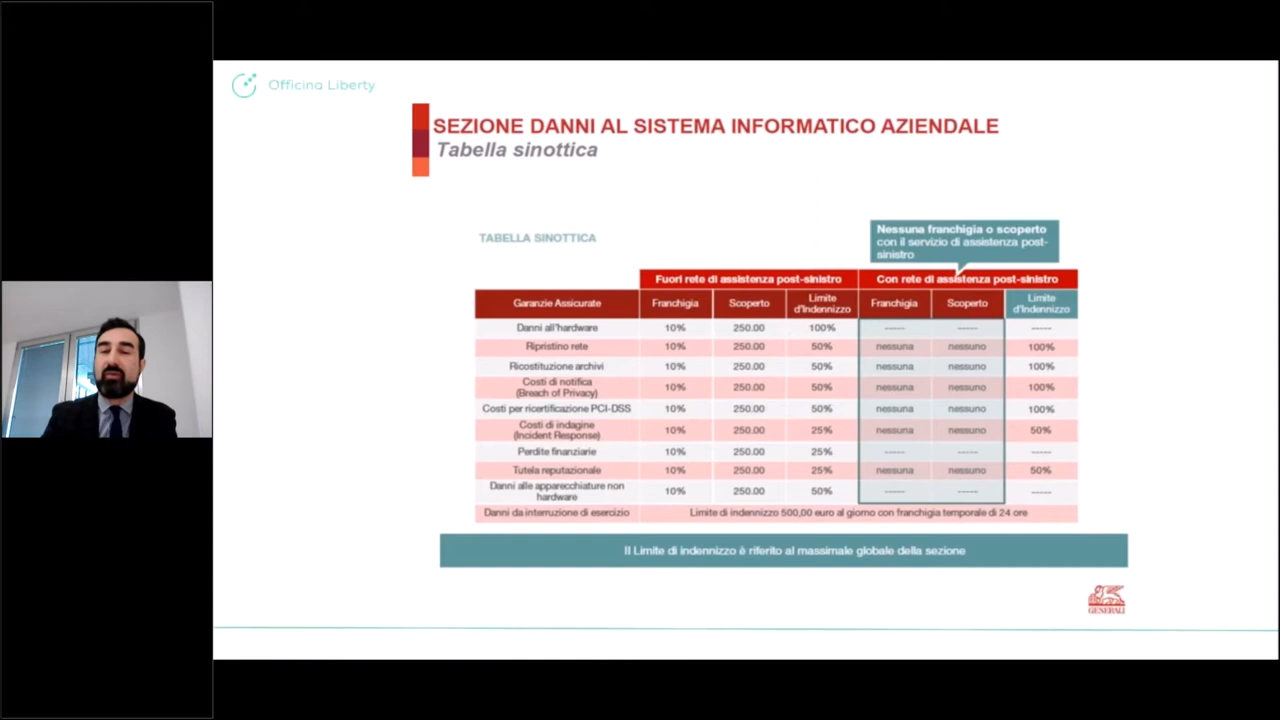 Officina Liberty
SEZIONE DANNI AL SISTEMA INFORMATICO AZIENDALE
Tabella sinottica
TABELLA SINOTTICA
Nessuna franchigia o scoperto
con il servizio di assistenza post-
sinistro
Fuori rete di assistenza post-sinistro Con rete di assistenza post-sinistro
Garanzie Assicurate Franchigia Scoperto Limite d'Indennizzo Franchigia Scoperto Limite d'Indennizzo
Danni all'hardware 10% 250.00 100% ----- ----- -----
Ripristino rete 10% 250.00 50% nessuna nessuno 100%
Ricostituzione archivi 10% 250.00 50% nessuna nessuno 100%
Costi di notifica
(Breach of Privacy) 10% 250.00 50% nessuna nessuno 100%
Costi per ricertificazione PCI-DSS 10% 250.00 50% nessuna nessuno 100%
Costi di indagine
(Incident Response) 10% 250.00 25% nessuna nessuno 50%
Perdite finanziarie 10% 250.00 25% ----- ----- -----
Tutela reputazionale 10% 250.00 25% nessuna nessuno 50%
Danni alle apparecchiature non
hardware 10% 250.00 50% ----- ----- -----
Danni da interruzione di esercizio Limite di indennizzo 500,00 euro al giorno con franchigia temporale di 24 ore
Il Limite di indennizzo è riferito al massimale globale della sezione
GENERALI